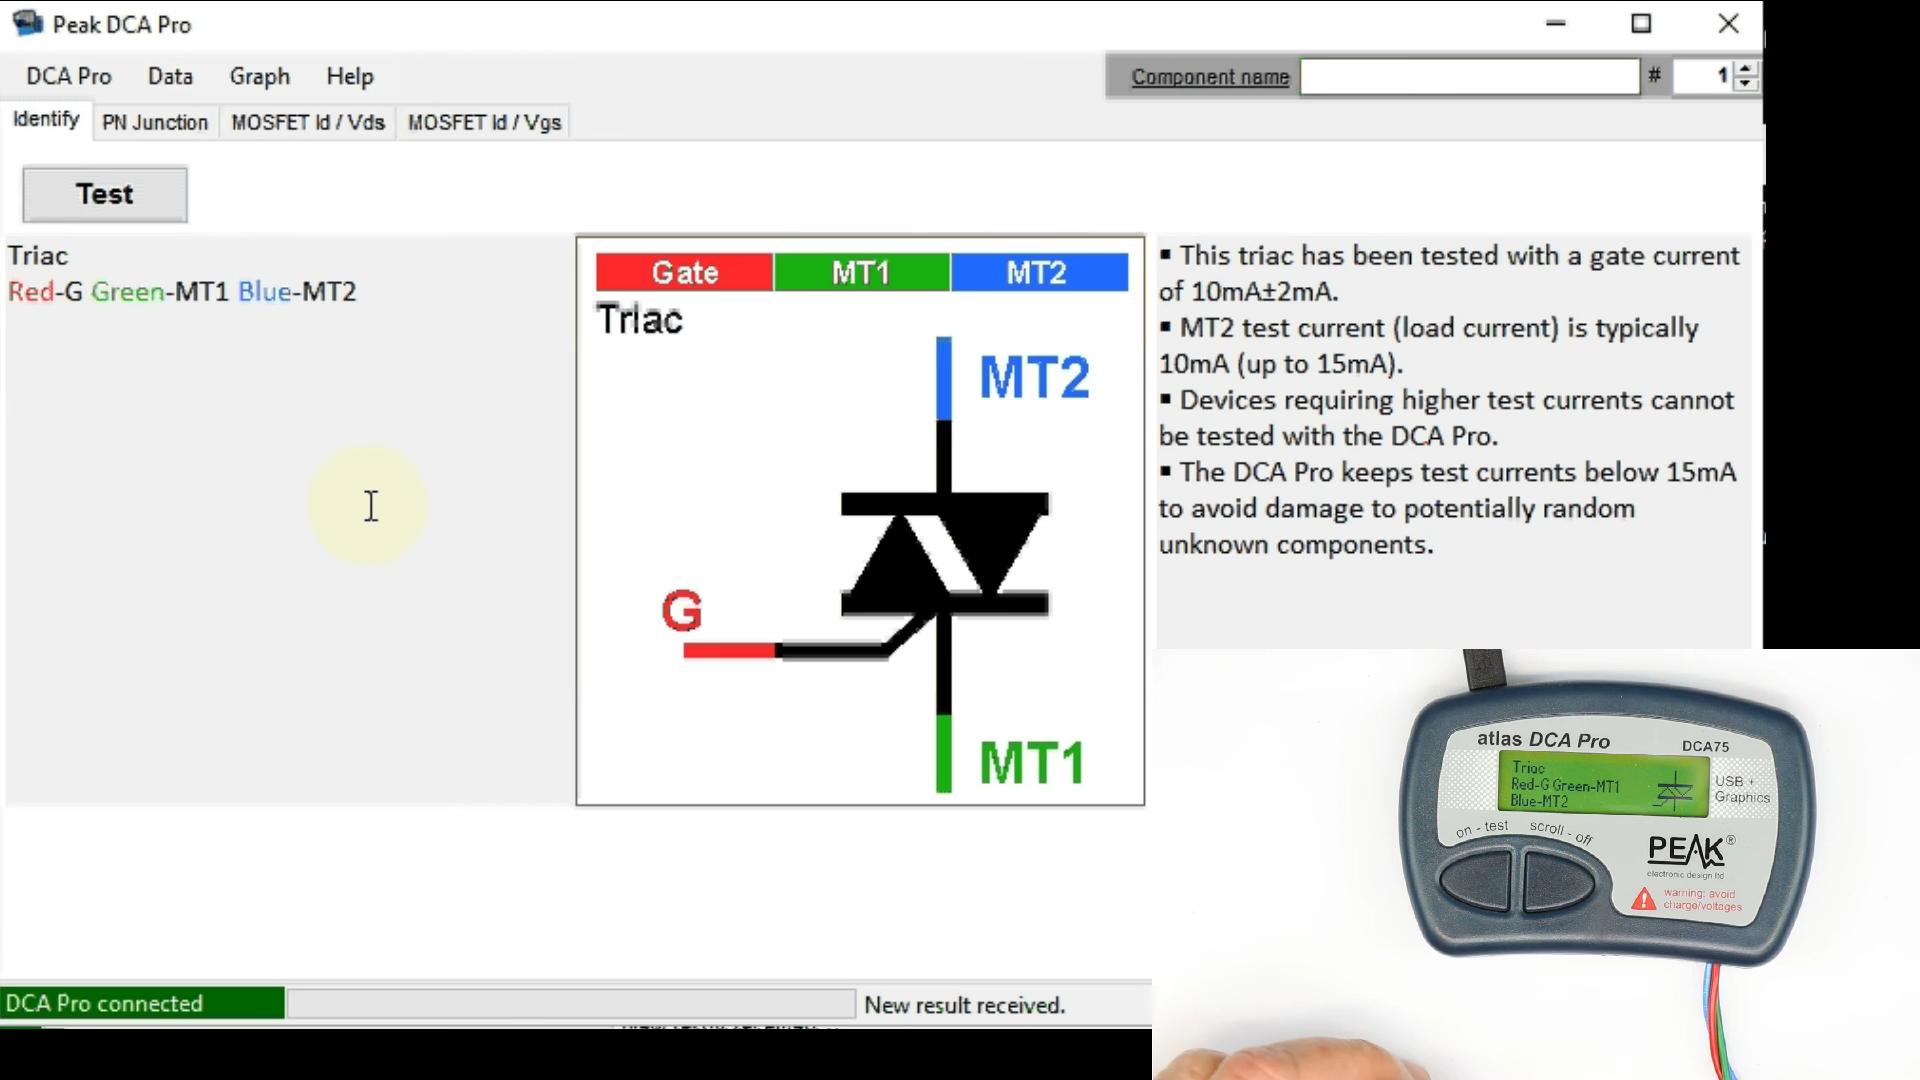 Peak DCA Pro
DCA Pro Data Graph Help
Component name # 1
Identify PN Junction MOSFET Id / Vds MOSFET Id / Vgs
Test
Triac
Red-G Green-MT1 Blue-MT2
Gate MT1 MT2
Triac
MT2
G
MT1
▪ This triac has been tested with a gate current
of 10mA±2mA.
▪ MT2 test current (load current) is typically
10mA (up to 15mA).
▪ Devices requiring higher test currents cannot
be tested with the DCA Pro.
▪ The DCA Pro keeps test currents below 15mA
to avoid damage to potentially random
unknown components.
DCA Pro connected
New result received.
atlas DCA Pro DCA75
Triac
Red-G Green-MT1
Blue-MT2
USB +
Graphics
on - test scroll - off
PEAK®
electronic design ltd
warning: avoid
charge/voltages